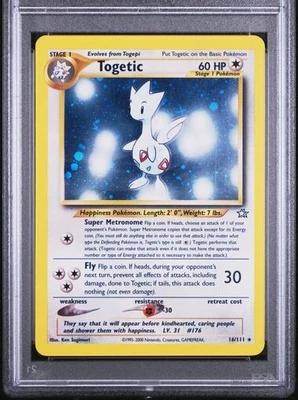 STAGE 1 Evolves from Togepi Put Togetic on the Basic Pokémon
Togetic 60 HP
Stage 1 Pokémon
Happiness Pokémon. Length: 2' 0", Weight: 7 lbs.
Super Metronome Flip a coin. If heads, choose an attack of 1 of your
opponent's Pokémon. Super Metronome copies that attack except for its Energy
cost. (You must still do anything else in order to use that attack.) (No matter what
type the Defending Pokémon is, Togetic's type is still .) Togetic performs that
attack. (Togetic can make that attack even if it does not have the appropriate
number or type of Energy attached to it necessary to make the attack.)
Fly Flip a coin. If heads, during your opponent's
next turn, prevent all effects of attacks, including
damage, done to Togetic; if tails, this attack does
nothing (not even damage).
30
weakness resistance retreat cost
-30
They say that it will appear before kindhearted, caring people
and shower them with happiness. LV. 31 #176
Illus. Ken Sugimori ©1995-2000 Nintendo, Creatures, GAMEFREAK. 16/111